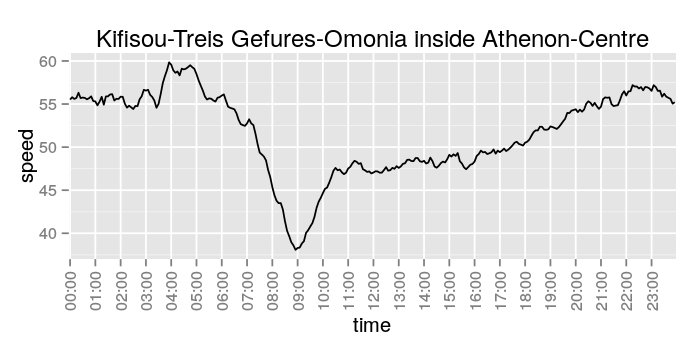 Kifisou-Treis Gefures-Omonia inside Athenon-Centre
60
55
50
45
40
speed
00:00 01:00 02:00 03:00 04:00 05:00 06:00 07:00 08:00 09:00 10:00 11:00 12:00 13:00 14:00 15:00 16:00 17:00 18:00 19:00 20:00 21:00 22:00 23:00
time